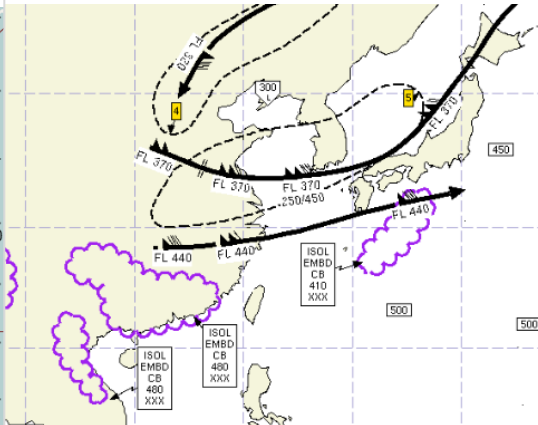 FL 320
4
300
L
5
FL 370
450
FL 370
FL 370
FL 370
250/450
FL 440
FL 440
FL 440
ISOL
EMBD
CB
410
XXX
500
500
ISOL
EMBD
CB
480
XXX
ISOL
EMBD
CB
480
XXX